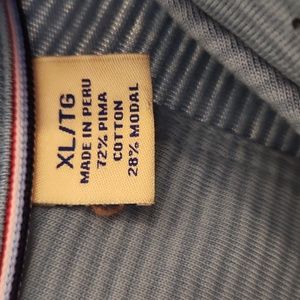 XL/TG
MADE IN PERU
72% PIMA
COTTON
28% MODAL